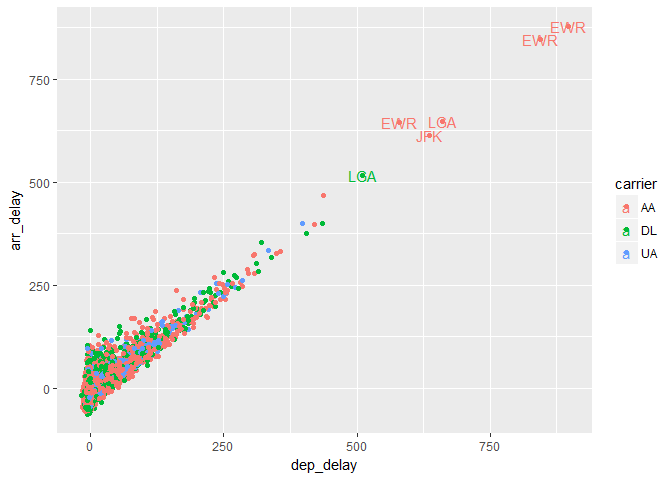 EWR
EWR
750
EWR
LGA
JPK
500
LGA
arr_delay
carrier
a AA
a DL
a UA
250
0
0
250
500
750
dep_delay